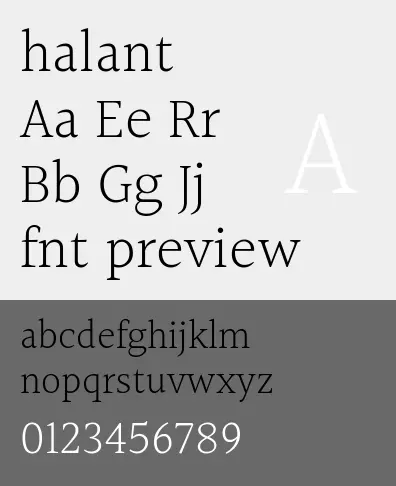 halant
Aa Ee Rr
A
Bb Gg Jj
fnt preview
abcdefghijklm
nopqrstuvwxyz
0123456789